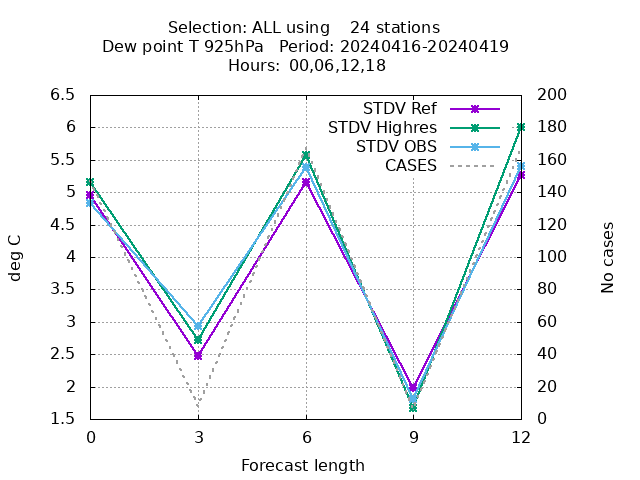 Selection: ALL using    24 stations
Dew point T 925hPa   Period: 20240416-20240419
Hours: 00,06,12,18
STDV Ref
STDV Highres
STDV OBS
CASES
6.5
6
5.5
5
4.5
4
3.5
3
2.5
2
1.5
200
180
160
140
120
100
80
60
40
20
0
deg C
No cases
0 3 6 9 12
Forecast length